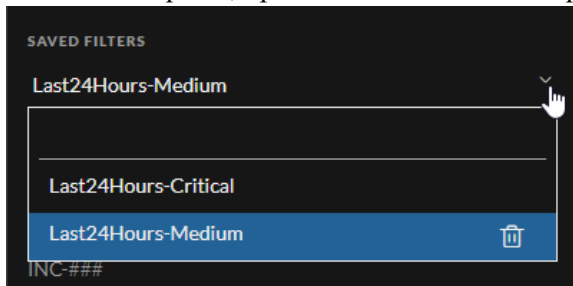 SAVED FILTERS
Last24Hours-Medium
Last24Hours-Critical
Last24Hours-Medium
INC-###